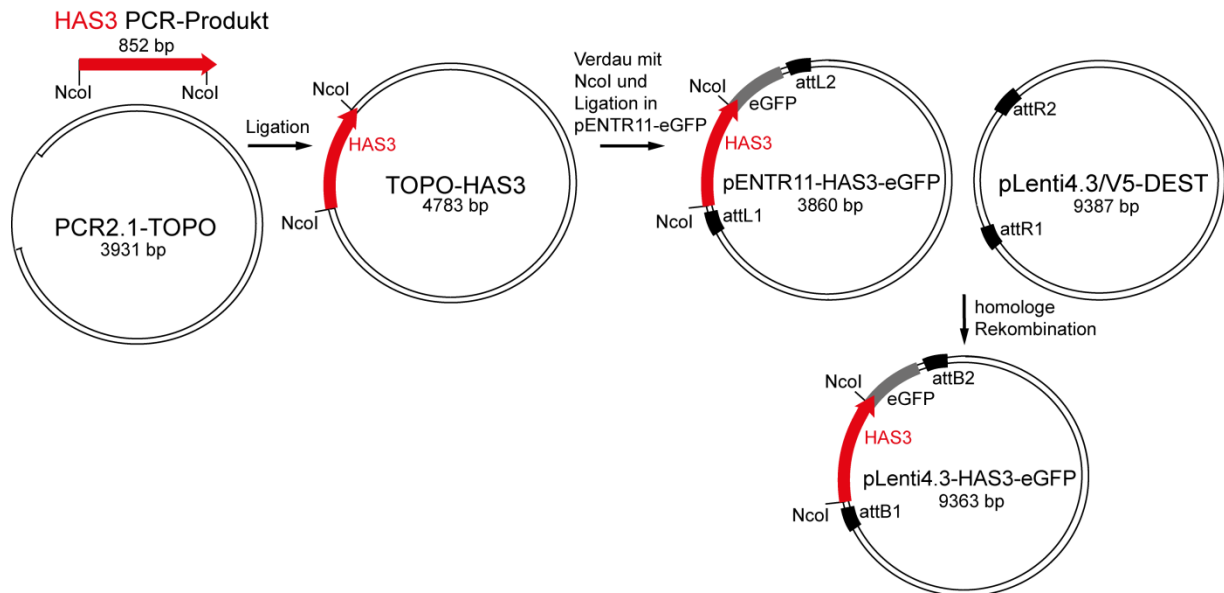 HAS3 PCR-Produkt
852 bp
NcoI
NcoI
PCR2.1-TOPO
3931 bp
Ligation
NcoI
HAS3
TOPO-HAS3
4783 bp
NcoI
Verdau mit
NcoI und
Ligation in
pENTR11-eGFP
NcoI
eGFP
attL2
HAS3
pENTR11-HAS3-eGFP
3860 bp
NcoI
attL1
attR2
pLenti4.3/V5-DEST
9387 bp
attR1
homologe
Rekombination
NcoI
eGFP
attB2
HAS3
pLenti4.3-HAS3-eGFP
9363 bp
NcoI
attB1